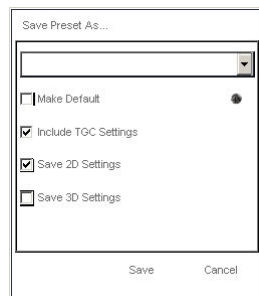 Save Preset As...
Make Default
Include TGC Settings
Save 2D Settings
Save 3D Settings
Save Cancel